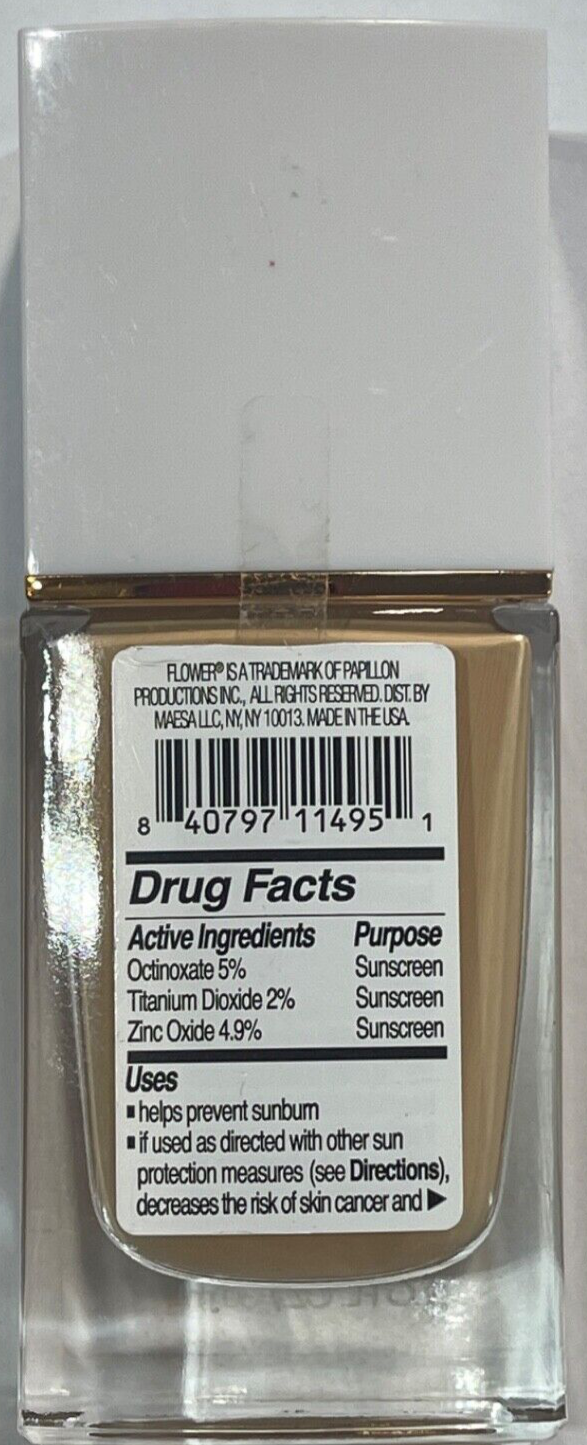 FLOWER® IS A TRADEMARK OF PAPILLON
PRODUCTIONS INC., ALL RIGHTS RESERVED. DIST. BY
MAESA LLC, NY, NY 10013. MADE IN THE USA.
8 40797 11495 1
Drug Facts
Active Ingredients Purpose
Octinoxate 5% Sunscreen
Titanium Dioxide 2% Sunscreen
Zinc Oxide 4.9% Sunscreen
Uses
▪ helps prevent sunburn
▪ if used as directed with other sun
protection measures (see Directions),
decreases the risk of skin cancer and ▶